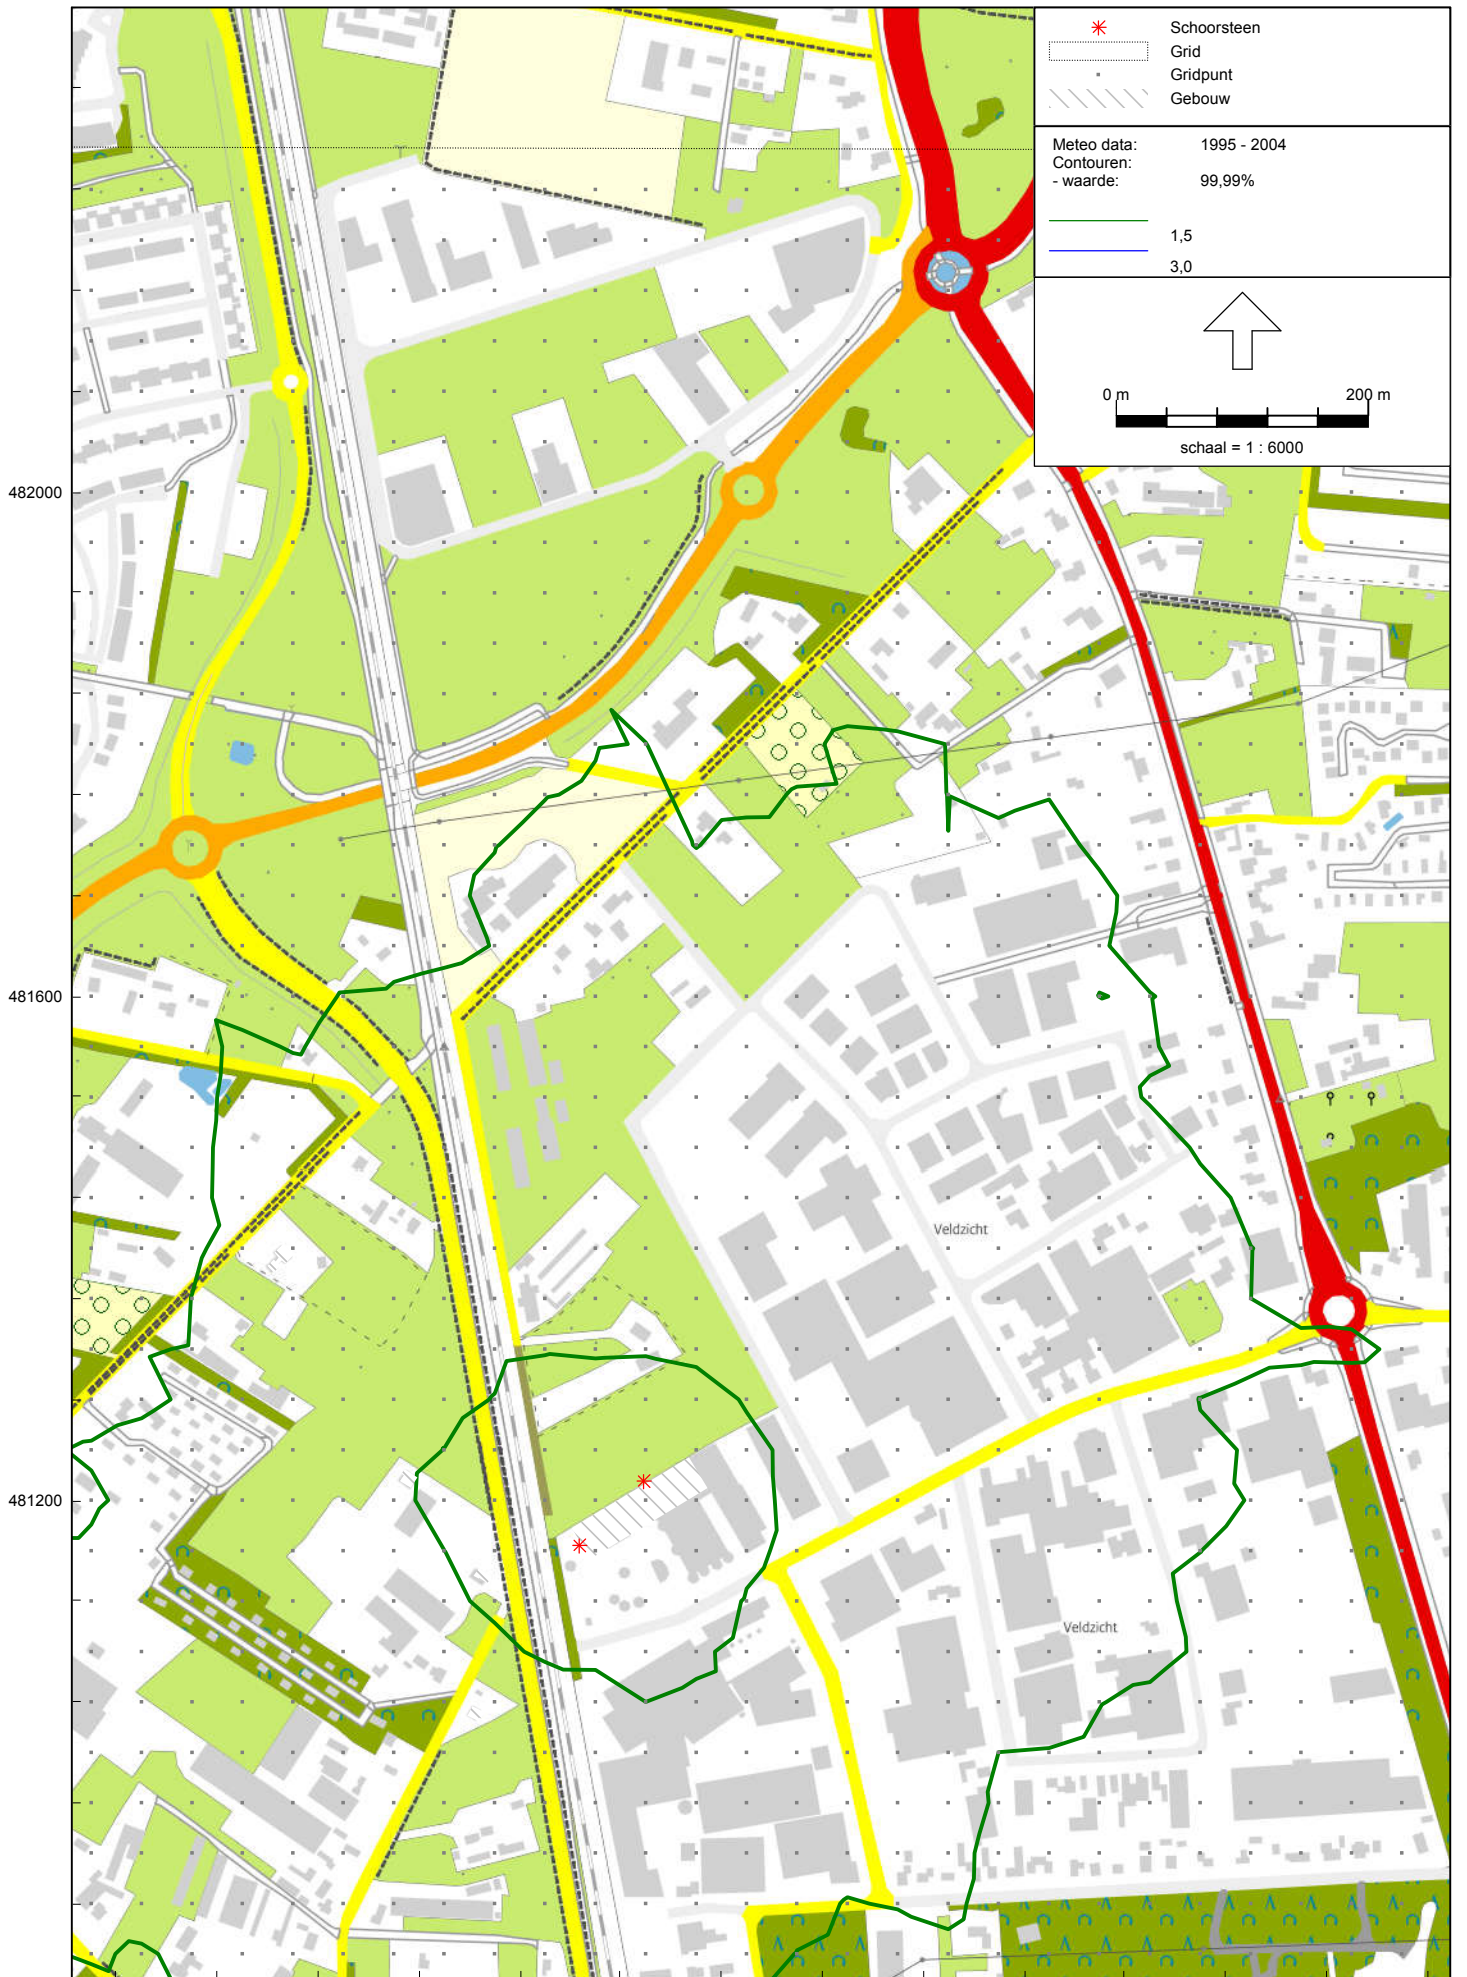 Schoorsteen
Grid
Gridpunt
Gebouw
Meteo data: 1995 - 2004
Contouren:
- waarde: 99,99%
1,5
3,0
0 m 200 m
schaal = 1 : 6000
482000
481600
Veldzicht
481200
Veldzicht